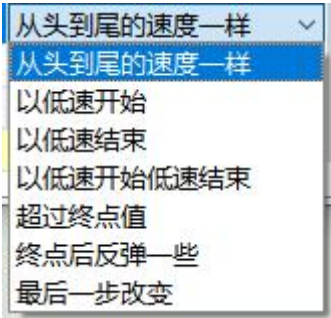 从头到尾的速度一样
从头到尾的速度一样
以低速开始
以低速结束
以低速开始低速结束
超过终点值
终点后反弹一些
最后一步改变